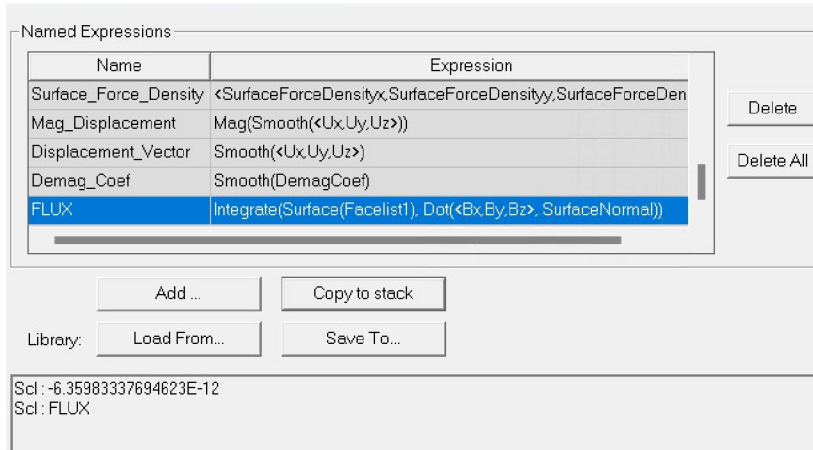 Named Expressions
Name Expression
Surface_Force_Density <SurfaceForceDensityx,SurfaceForceDensityy,SurfaceForceDen
Mag_Displacement Mag(Smooth(<Ux,Uy,Uz>))
Displacement_Vector Smooth(<Ux,Uy,Uz>)
Demag_Coef Smooth(DemagCoef)
FLUX Integrate(Surface(Facelist1), Dot(<Bx,By,Bz>, SurfaceNormal))
Delete
Delete All
Add ... Copy to stack
Library: Load From... Save To...
Scl : -6.35983337694623E-12
Scl : FLUX